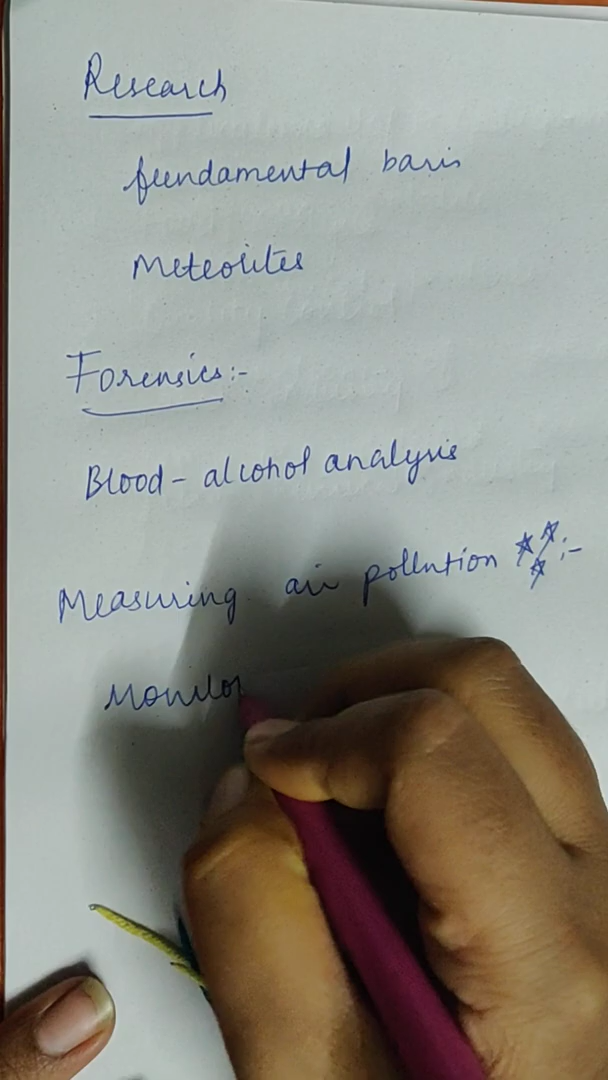 Research
fundamental basis
Meteorites
Forensics:-
Blood - alcohol analysis
Measuring air pollution ***:-
Monitor